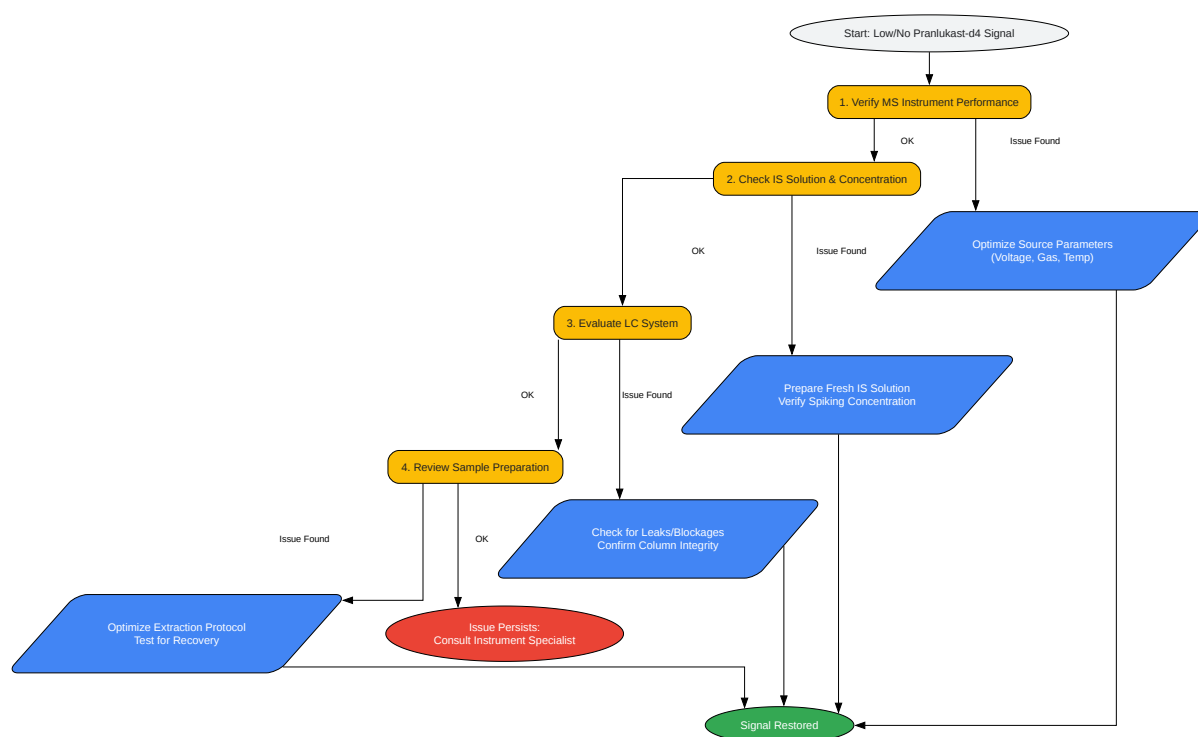 Start: Low/No Pranlukast-d4 Signal
1. Verify MS Instrument Performance
OK
Issue Found
2. Check IS Solution & Concentration
Optimize Source Parameters
(Voltage, Gas, Temp)
OK
Issue Found
3. Evaluate LC System
Prepare Fresh IS Solution
Verify Spiking Concentration
OK
Issue Found
4. Review Sample Preparation
Check for Leaks/Blockages
Confirm Column Integrity
Issue Found
OK
Optimize Extraction Protocol
Test for Recovery
Issue Persists:
Consult Instrument Specialist
Signal Restored